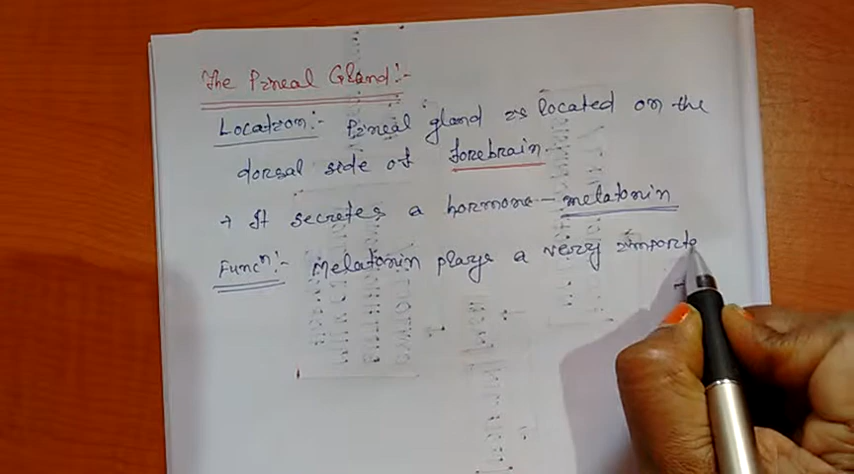 The Pineal Gland:-
Location:- Pineal gland is located on the
dorsal side of forebrain.
→ It secretes a hormone - melatonin
Funcⁿ:- Melatonin plays a very importa